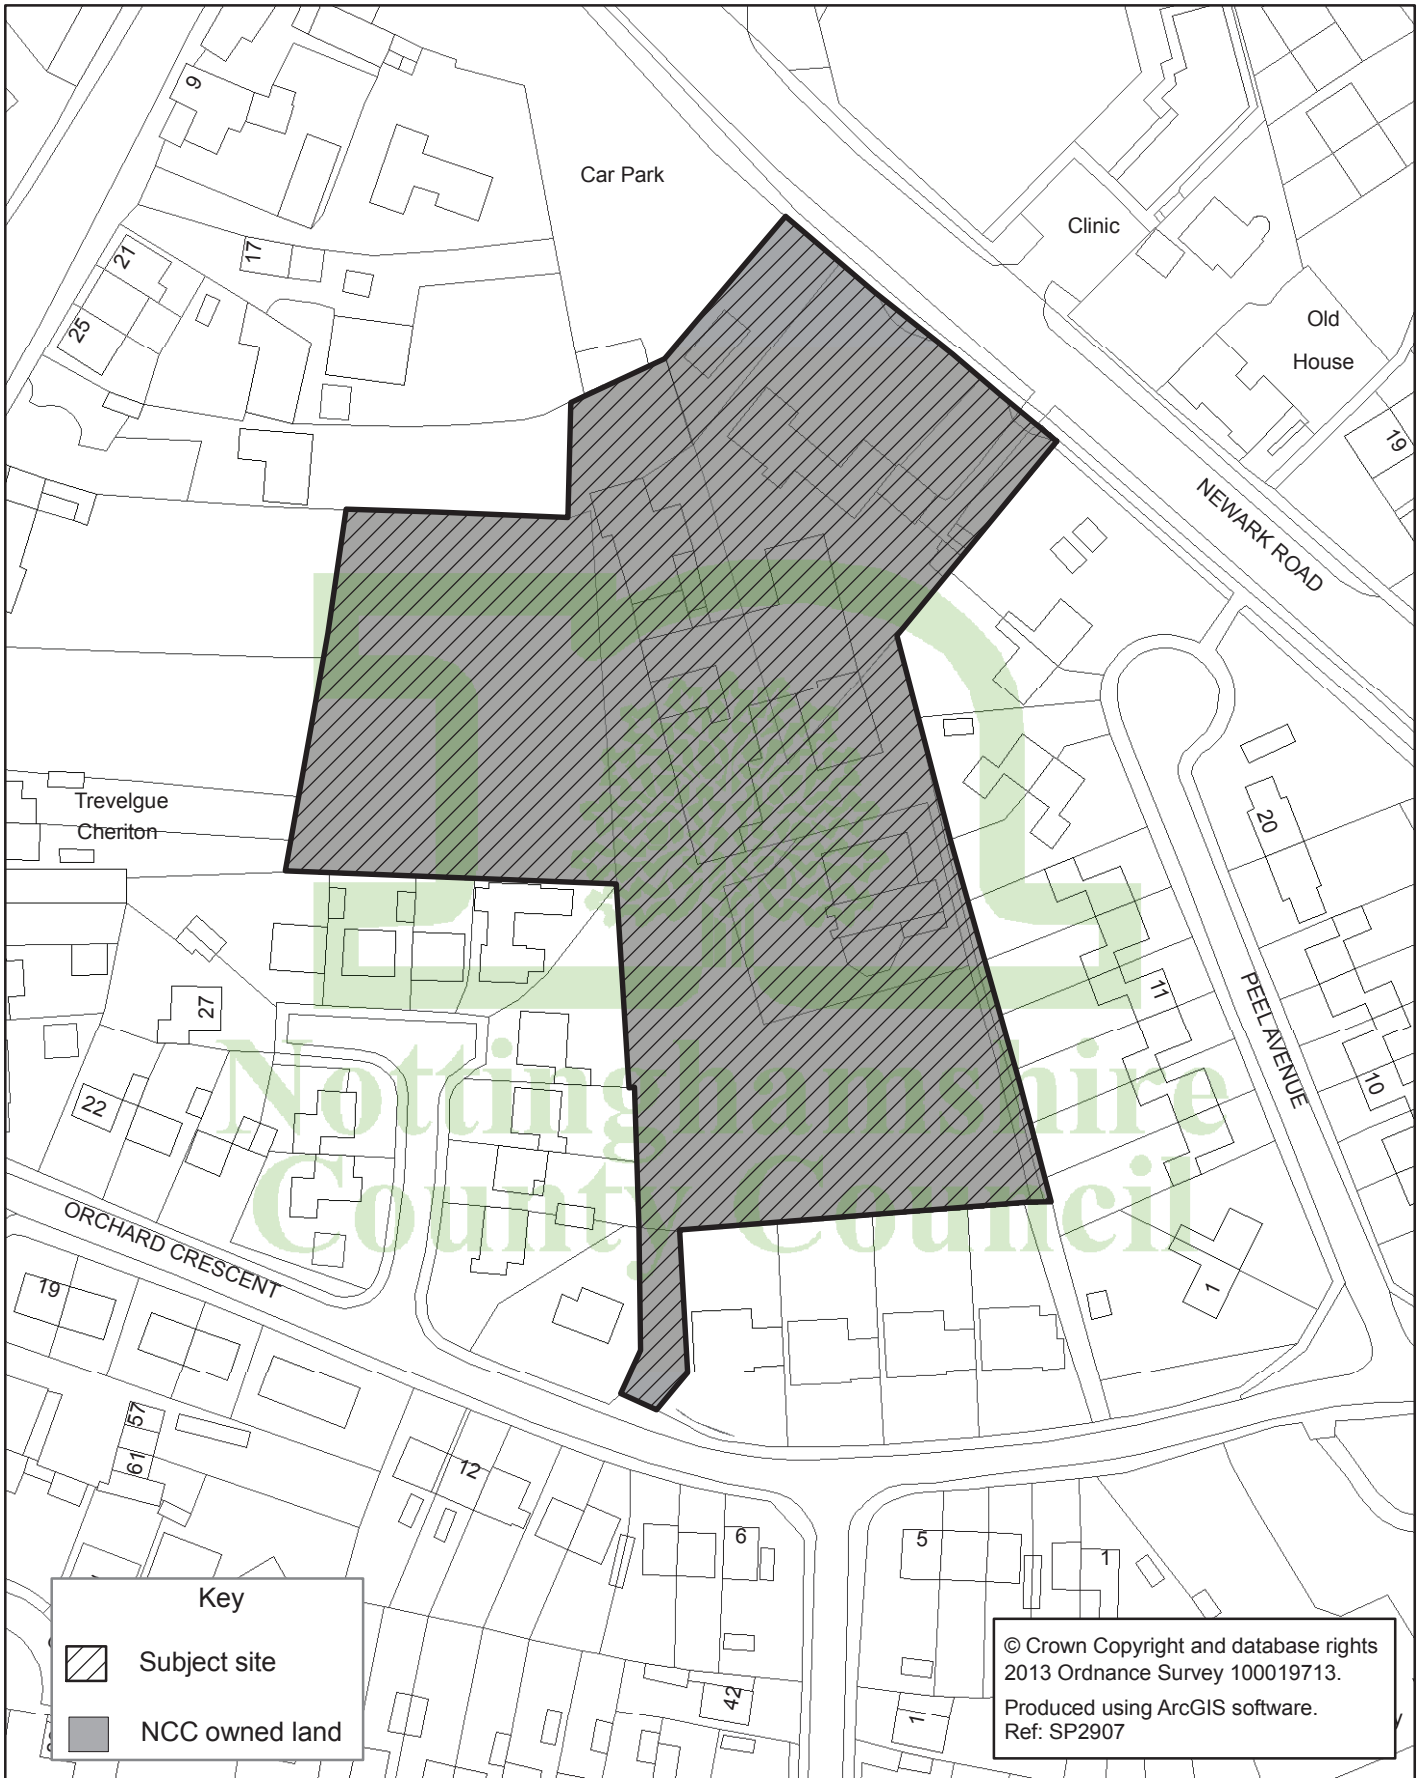 9
Car Park
Clinic
17
21
25
Old
House
19
NEWARK ROAD
Trevelgue
Cheriton
20
11
27
PEEL AVENUE
10
22
Nottinghamshire
County Council
ORCHARD CRESCENT
19
1
57
61
12
6
5
1
42
1
Key
Subject site
NCC owned land
© Crown Copyright and database rights
2013 Ordnance Survey 100019713.
Produced using ArcGIS software.
Ref: SP2907